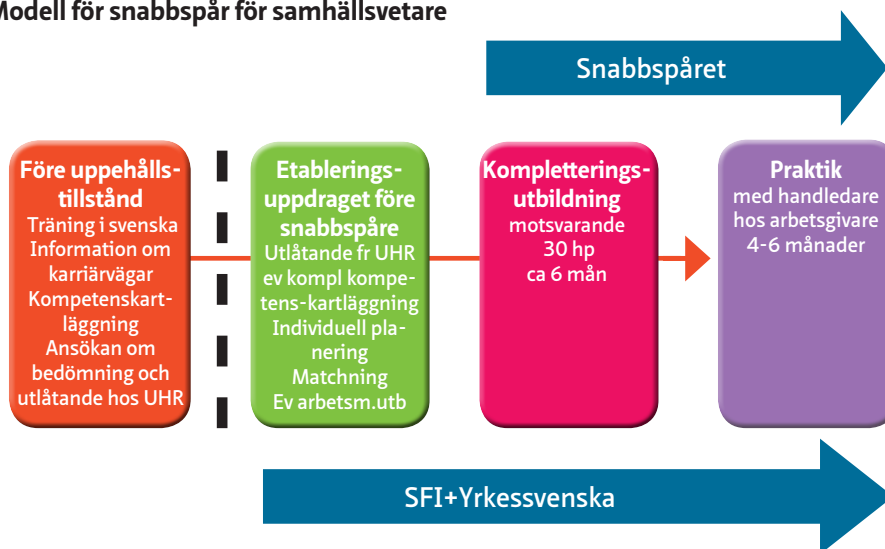 Modell för snabbspår för samhällsvetare
Snabbspåret
Före uppehålls-
tillstånd
Träning i svenska
Information om
karriärvägar
Kompetenskart-
läggning
Ansökan om
bedömning och
utlåtande hos UHR
Etablerings-
uppdraget före
snabbspåre
Utlåtande fr UHR
ev kompl kompe-
tens-kartläggning
Individuell pla-
nering
Matchning
Ev arbetsm.utb
Kompletterings-
utbildning
motsvarande
30 hp
ca 6 mån
Praktik
med handledare
hos arbetsgivare
4-6 månader
SFI+Yrkessvenska